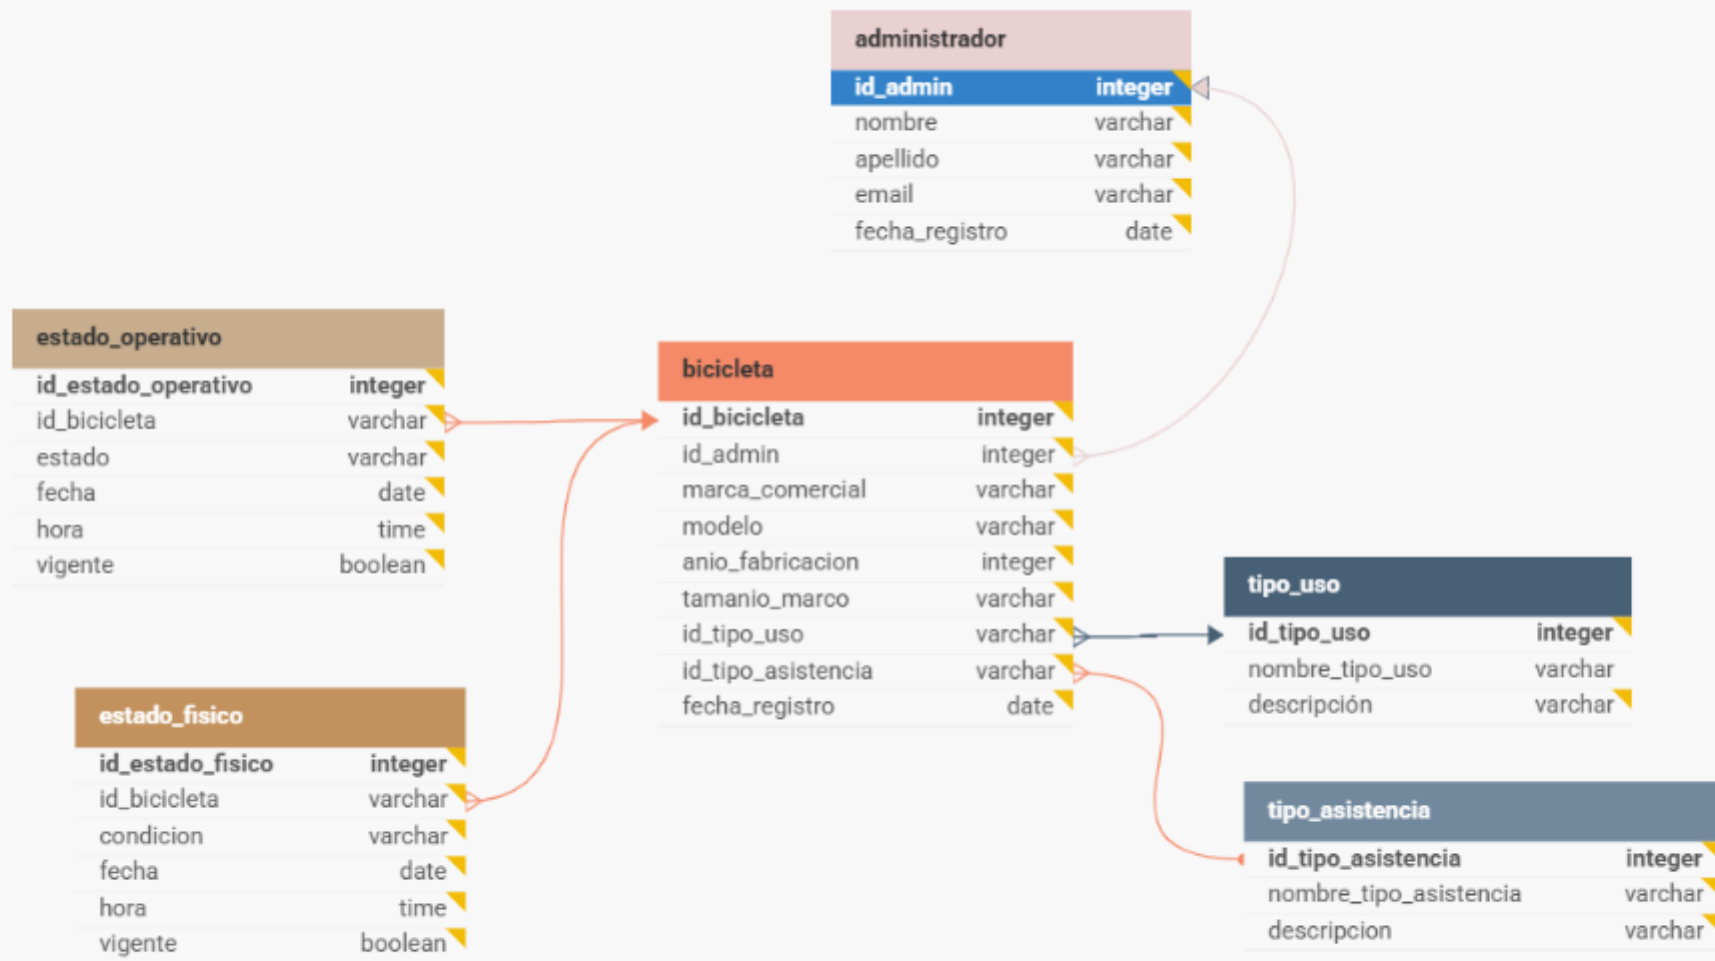 administrador
id_admin integer
nombre varchar
apellido varchar
email varchar
fecha_registro date
estado_operativo
id_estado_operativo integer
id_bicicleta varchar
estado varchar
fecha date
hora time
vigente boolean
bicicleta
id_bicicleta integer
id_admin integer
marca_comercial varchar
modelo varchar
anio_fabricacion integer
tamanio_marco varchar
id_tipo_uso varchar
id_tipo_asistencia varchar
fecha_registro date
tipo_uso
id_tipo_uso integer
nombre_tipo_uso varchar
descripción varchar
estado_fisico
id_estado_fisico integer
id_bicicleta varchar
condicion varchar
fecha date
hora time
vigente boolean
tipo_asistencia
id_tipo_asistencia integer
nombre_tipo_asistencia varchar
descripcion varchar